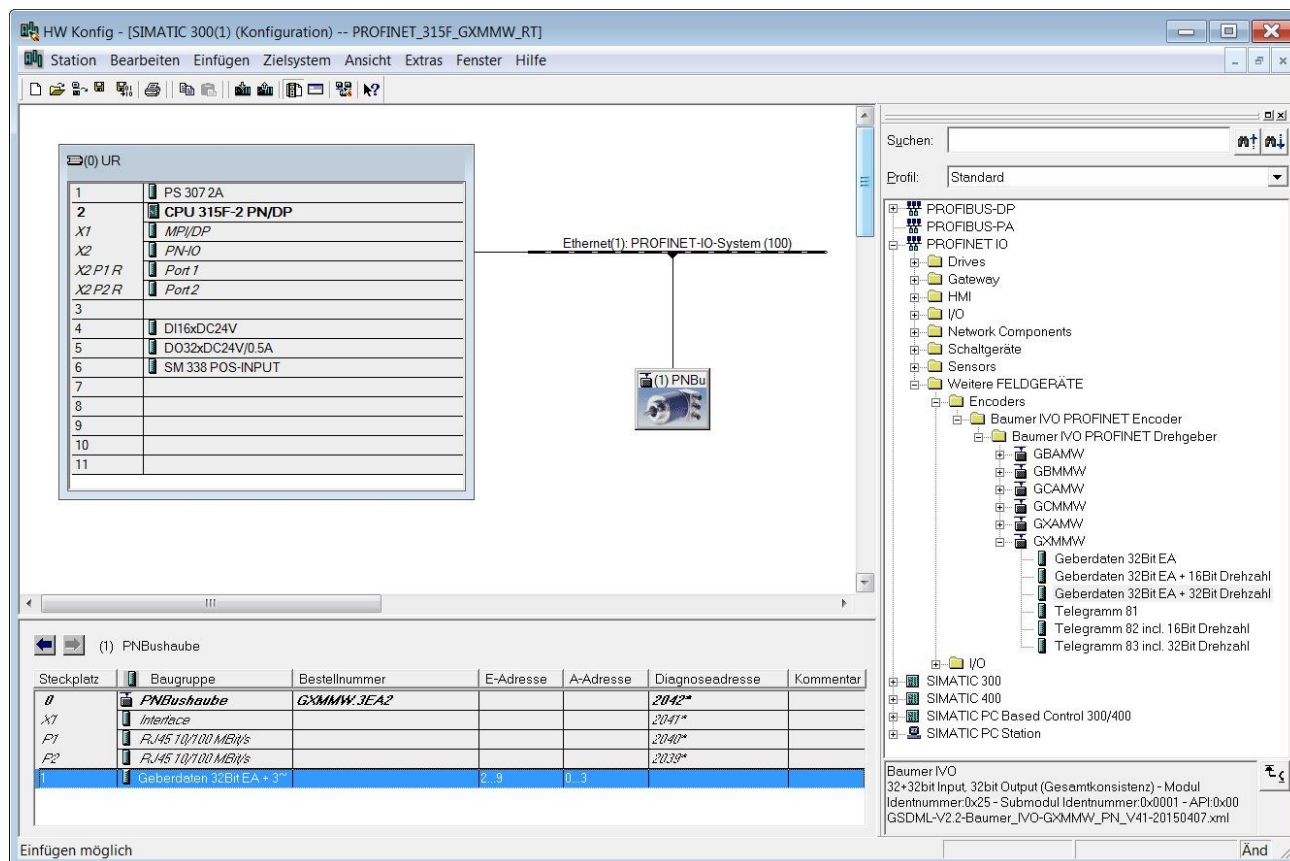 HW Konfig - [SIMATIC 300(1) (Konfiguration) -- PROFINET_315F_GXMMW_RT]
Station Bearbeiten Einfügen Zielsystem Ansicht Extras Fenster Hilfe
(0) UR
1 PS 307 2A
2 CPU 315F-2 PN/DP
X1 MPI/DP
X2 PN-IO
X2 P1 R Port 1
X2 P2 R Port 2
3
4 DI16xDC24V
5 DO32xDC24V/0.5A
6 SM 338 POS-INPUT
7
8
9
10
11
Ethernet(1): PROFINET-IO-System (100)
(1) PNBu
Suchen:
Profil: Standard
PROFIBUS-DP
PROFIBUS-PA
PROFINET IO
Drives
Gateway
HMI
I/O
Network Components
Schaltgeräte
Sensors
Weitere FELDGERÄTE
Encoders
Baumer IVO PROFINET Encoder
Baumer IVO PROFINET Drehgeber
GBAMW
GBMMW
GCAMW
GCMMW
GXAMW
GXMMW
Geberdaten 32Bit EA
Geberdaten 32Bit EA + 16Bit Drehzahl
Geberdaten 32Bit EA + 32Bit Drehzahl
Telegramm 81
Telegramm 82 incl. 16Bit Drehzahl
Telegramm 83 incl. 32Bit Drehzahl
I/O
SIMATIC 300
SIMATIC 400
SIMATIC PC Based Control 300/400
SIMATIC PC Station
(1) PNBushaube
Steckplatz Baugruppe Bestellnummer E-Adresse A-Adresse Diagnoseadresse Kommentar
0 PNBushaube GXMMW.3EA2 2042*
X1 Interface 2041*
P1 RJ45 10/100 MBit/s 2040*
P2 RJ45 10/100 MBit/s 2039*
1 Geberdaten 32Bit EA + 3~ 2...9 0...3
Baumer IVO
32+32bit Input, 32bit Output (Gesamtkonsistenz) - Modul
Identnummer:0x25 - Submodul Identnummer:0x0001 - API:0x00
GSDML-V2.2-Baumer_IVO-GXMMW_PN_V41-20150407.xml
Einfügen möglich
Änd